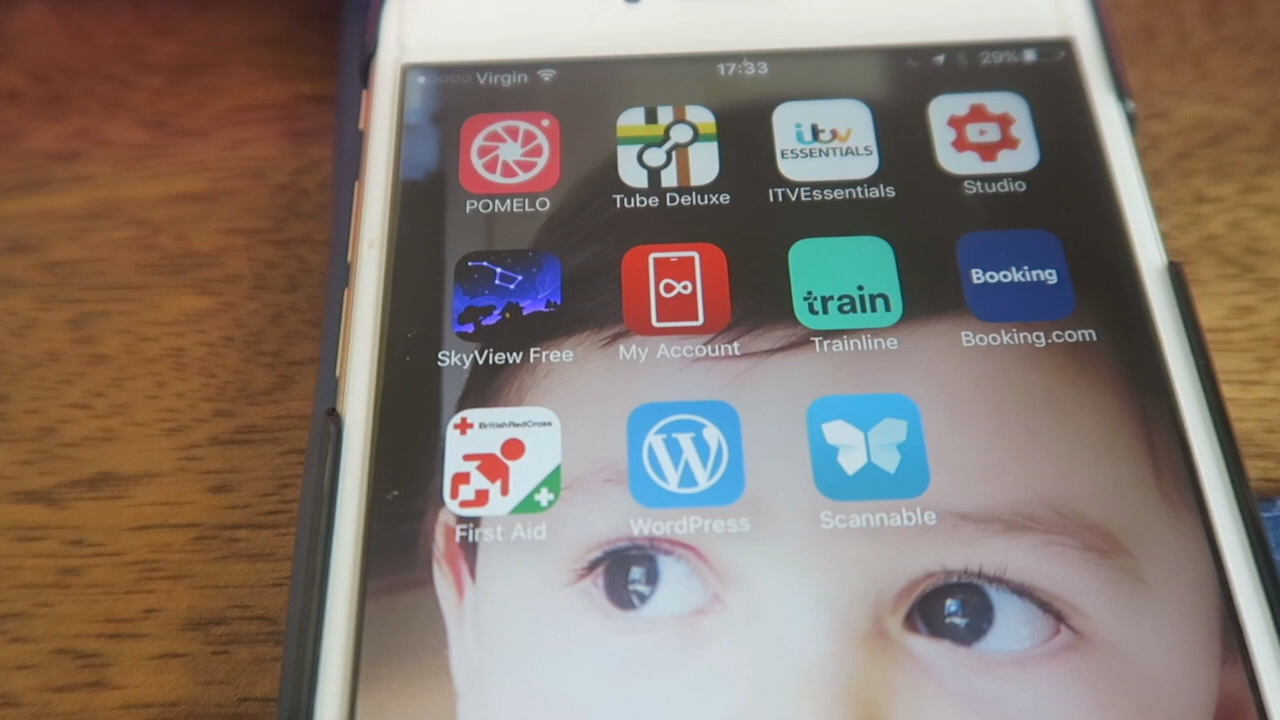 Virgin 17:33 29%
itv
ESSENTIALS
POMELO Tube Deluxe ITVEssentials Studio
train Booking
SkyView Free My Account Trainline Booking.com
BritishRedCross
W
First Aid WordPress Scannable